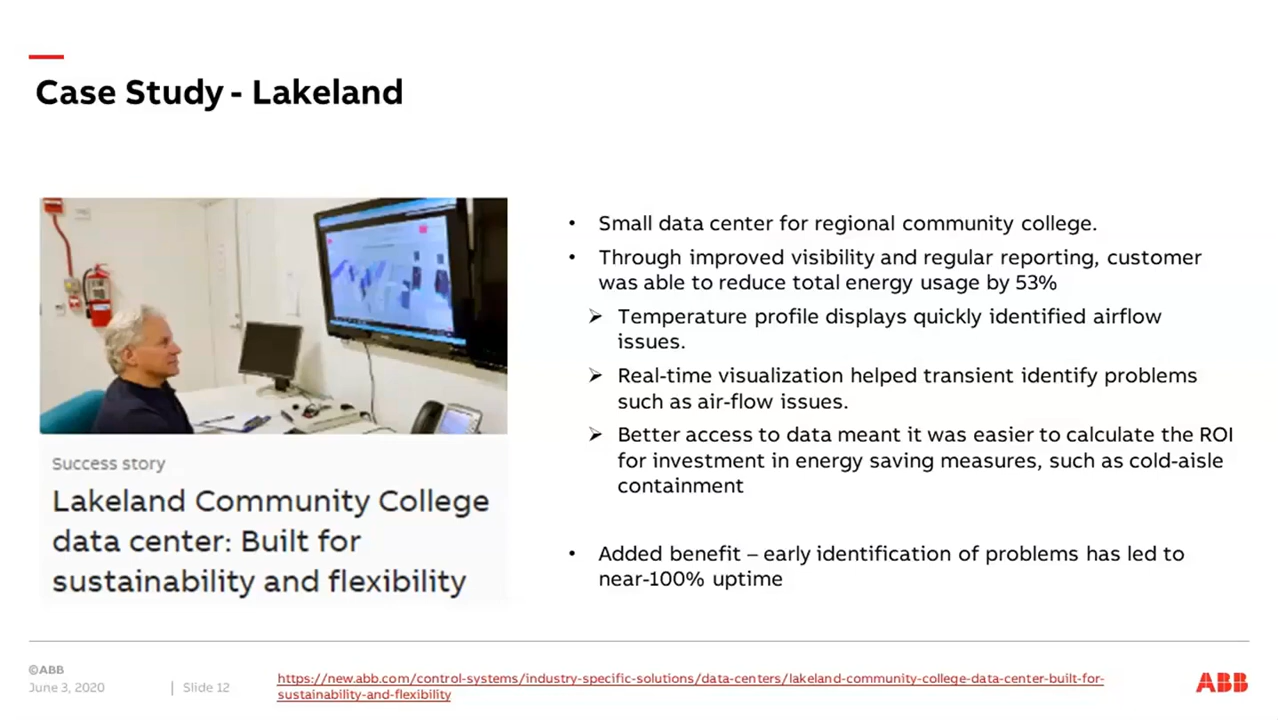 Case Study - Lakeland
Success story
Lakeland Community College
data center: Built for
sustainability and flexibility
• Small data center for regional community college.
• Through improved visibility and regular reporting, customer
was able to reduce total energy usage by 53%
➢ Temperature profile displays quickly identified airflow
issues.
➢ Real-time visualization helped transient identify problems
such as air-flow issues.
➢ Better access to data meant it was easier to calculate the ROI
for investment in energy saving measures, such as cold-aisle
containment
• Added benefit – early identification of problems has led to
near-100% uptime
©ABB
June 3, 2020 | Slide 12
https://new.abb.com/control-systems/industry-specific-solutions/data-centers/lakeland-community-college-data-center-built-for-
sustainability-and-flexibility
ABB